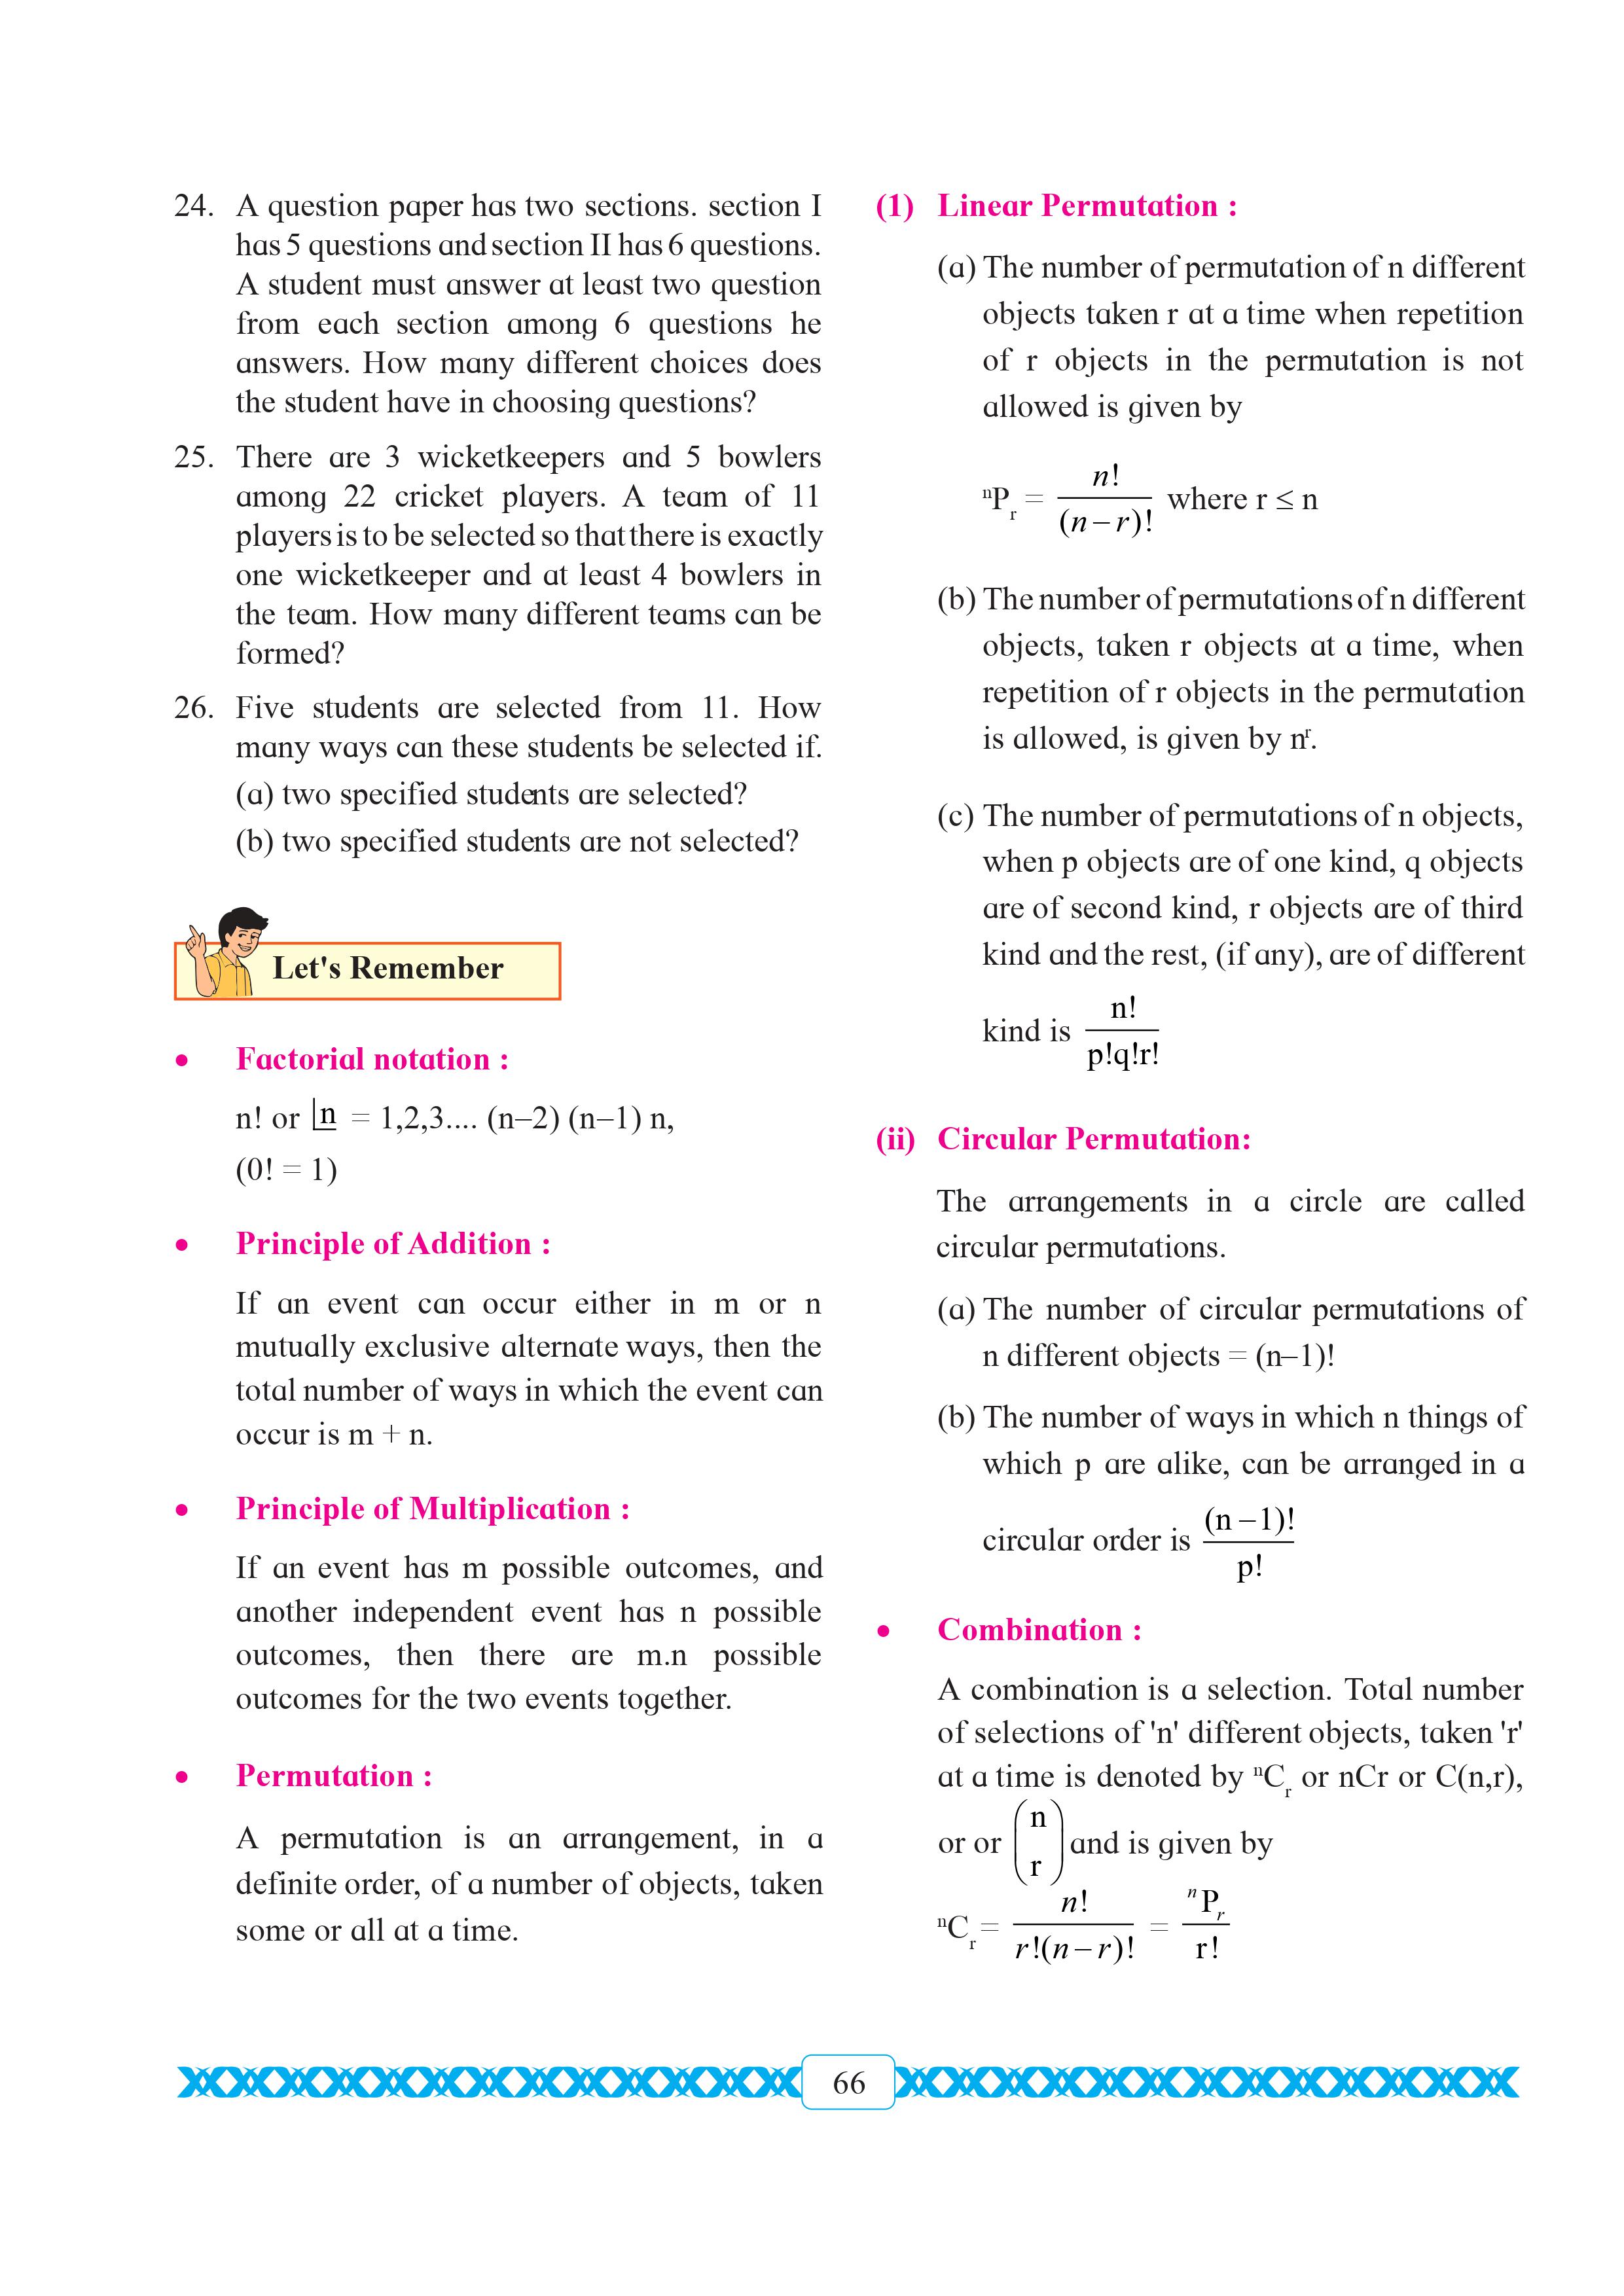 24. A question paper has two sections. section I
has 5 questions and section II has 6 questions.
A student must answer at least two question
from each section among 6 questions he
answers. How many different choices does
the student have in choosing questions?
25. There are 3 wicketkeepers and 5 bowlers
among 22 cricket players. A team of 11
players is to be selected so that there is exactly
one wicketkeeper and at least 4 bowlers in
the team. How many different teams can be
formed?
26. Five students are selected from 11. How
many ways can these students be selected if.
(a) two specified students are selected?
(b) two specified students are not selected?
Let's Remember
• Factorial notation :
n! or |n = 1,2,3.... (n–2) (n–1) n,
(0! = 1)
• Principle of Addition :
If an event can occur either in m or n
mutually exclusive alternate ways, then the
total number of ways in which the event can
occur is m + n.
• Principle of Multiplication :
If an event has m possible outcomes, and
another independent event has n possible
outcomes, then there are m.n possible
outcomes for the two events together.
• Permutation :
A permutation is an arrangement, in a
definite order, of a number of objects, taken
some or all at a time.
(1) Linear Permutation :
(a) The number of permutation of n different
objects taken r at a time when repetition
of r objects in the permutation is not
allowed is given by
ⁿPᵣ = n!/(n – r)! where r ≤ n
(b) The number of permutations of n different
objects, taken r objects at a time, when
repetition of r objects in the permutation
is allowed, is given by nʳ.
(c) The number of permutations of n objects,
when p objects are of one kind, q objects
are of second kind, r objects are of third
kind and the rest, (if any), are of different
kind is n!/p!q!r!
(ii) Circular Permutation:
The arrangements in a circle are called
circular permutations.
(a) The number of circular permutations of
n different objects = (n–1)!
(b) The number of ways in which n things of
which p are alike, can be arranged in a
circular order is (n –1)!/p!
• Combination :
A combination is a selection. Total number
of selections of 'n' different objects, taken 'r'
at a time is denoted by ⁿCᵣ or nCr or C(n,r),
or or (n r) and is given by
ⁿCᵣ = n!/r!(n – r)! = ⁿPᵣ/r!
66